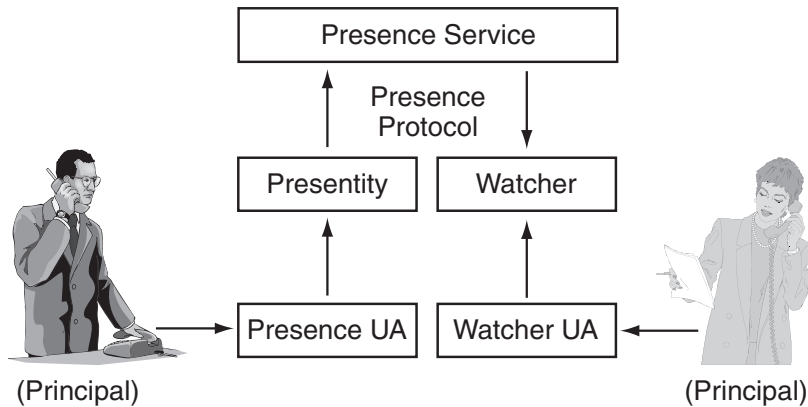 Presence Service
Presence
Protocol
Presentity
Watcher
Presence UA
Watcher UA
(Principal)
(Principal)